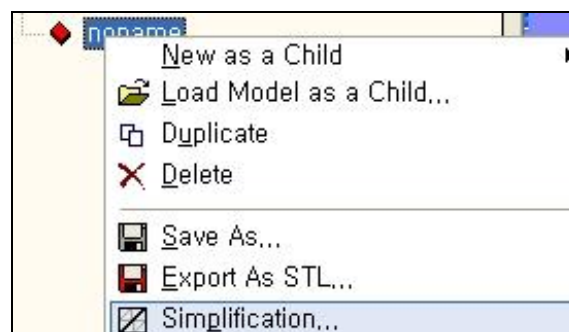 noname
New as a Child
Load Model as a Child...
Duplicate
Delete
Save As...
Export As STL...
Simplification...